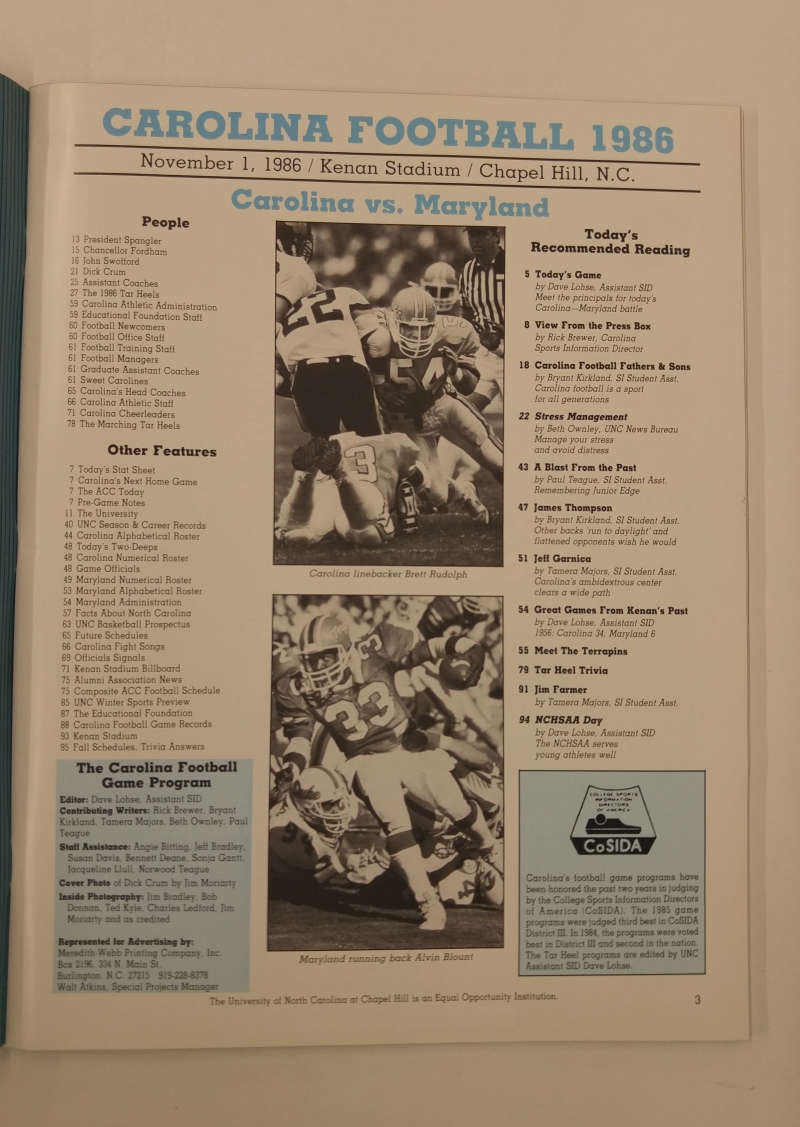 CAROLINA FOOTBALL 1986
November 1, 1986 / Kenan Stadium / Chapel Hill, N.C.
Carolina vs. Maryland
People
13 President Spangler
15 Chancellor Fordham
16 John Swofford
21 Dick Crum
25 Assistant Coaches
27 The 1986 Tar Heels
59 Carolina Athletic Administration
59 Educational Foundation Staff
60 Football Newcomers
60 Football Office Staff
61 Football Training Staff
61 Football Managers
61 Graduate Assistant Coaches
61 Sweet Carolines
65 Carolina's Head Coaches
66 Carolina Athletic Staff
71 Carolina Cheerleaders
78 The Marching Tar Heels
Other Features
7 Today's Stat Sheet
7 Carolina's Next Home Game
7 The ACC Today
7 Pre-Game Notes
11 The University
40 UNC Season & Career Records
44 Carolina Alphabetical Roster
48 Today's Two-Deeps
48 Carolina Numerical Roster
48 Game Officials
49 Maryland Numerical Roster
53 Maryland Alphabetical Roster
54 Maryland Administration
57 Facts About North Carolina
63 UNC Basketball Prospectus
65 Future Schedules
66 Carolina Fight Songs
69 Officials Signals
71 Kenan Stadium Billboard
75 Alumni Association News
75 Composite ACC Football Schedule
85 UNC Winter Sports Preview
87 The Educational Foundation
88 Carolina Football Game Records
93 Kenan Stadium
95 Fall Schedules, Trivia Answers
The Carolina Football
Game Program
Editor: Dave Lohse, Assistant SID
Contributing Writers: Rick Brewer, Bryant
Kirkland, Tamera Majors, Beth Ownley, Paul
Teague
Staff Assistance: Angie Bitting, Jeff Bradley,
Susan Davis, Bennett Deane, Sonja Gantt,
Jacqueline Llull, Norwood Teague
Cover Photo of Dick Crum by Jim Moriarty
Inside Photography: Jim Bradley, Bob
Donnan, Ted Kyle, Charles Ledford, Jim
Moriarty and as credited
Represented for Advertising by:
Meredith-Webb Printing Company, Inc.
Box 2196, 334 N. Main St.
Burlington, N.C. 27215 919-228-8378
Walt Atkins, Special Projects Manager
22
54
3
Carolina linebacker Brett Rudolph
33
Maryland running back Alvin Blount
Today's
Recommended Reading
5 Today's Game
by Dave Lohse, Assistant SID
Meet the principals for today's
Carolina—Maryland battle
8 View From the Press Box
by Rick Brewer, Carolina
Sports Information Director
18 Carolina Football Fathers & Sons
by Bryant Kirkland, SI Student Asst.
Carolina football is a sport
for all generations
22 Stress Management
by Beth Ownley, UNC News Bureau
Manage your stress
and avoid distress
43 A Blast From the Past
by Paul Teague, SI Student Asst.
Remembering Junior Edge
47 James Thompson
by Bryant Kirkland, SI Student Asst.
Other backs 'run to daylight' and
flattened opponents wish he would
51 Jeff Garnica
by Tamera Majors, SI Student Asst.
Carolina's ambidextrous center
clears a wide path
54 Great Games From Kenan's Past
by Dave Lohse, Assistant SID
1956: Carolina 34, Maryland 6
55 Meet The Terrapins
79 Tar Heel Trivia
91 Jim Farmer
by Tamera Majors, SI Student Asst.
94 NCHSAA Day
by Dave Lohse, Assistant SID
The NCHSAA serves
young athletes well
COLLEGE SPORTS
INFORMATION
DIRECTORS
OF AMERICA
CoSIDA
Carolina's football game programs have
been honored the past two years in judging
by the College Sports Information Directors
of America (CoSIDA). The 1985 game
programs were judged third best in CoSIDA
District III. In 1984, the programs were voted
best in District III and second in the nation.
The Tar Heel programs are edited by UNC
Assistant SID Dave Lohse.
The University of North Carolina at Chapel Hill is an Equal Opportunity Institution.
3